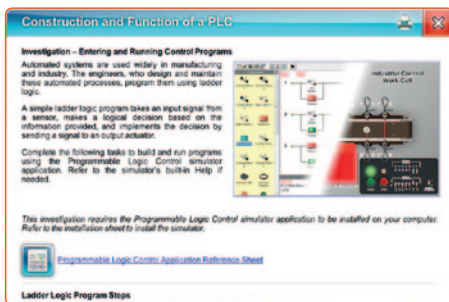 Construction and Function of a PLC
Investigation – Entering and Running Control Programs
Automated systems are used widely in manufacturing
and industry. The engineers, who design and maintain
these automated processes, program them using ladder
logic.
A simple ladder logic program takes an input signal from
a sensor, makes a logical decision based on the
information provided, and implements the decision by
sending a signal to an output actuator.
Complete the following tasks to build and run programs
using the Programmable Logic Control simulator
application. Refer to the simulator's built-in Help if
needed.
Industrial Control
Work-Cell
This investigation requires the Programmable Logic Control simulator application to be installed on your computer.
Refer to the installation sheet to install the simulator.
Programmable Logic Control Application Reference Sheet
Ladder Logic Program Steps